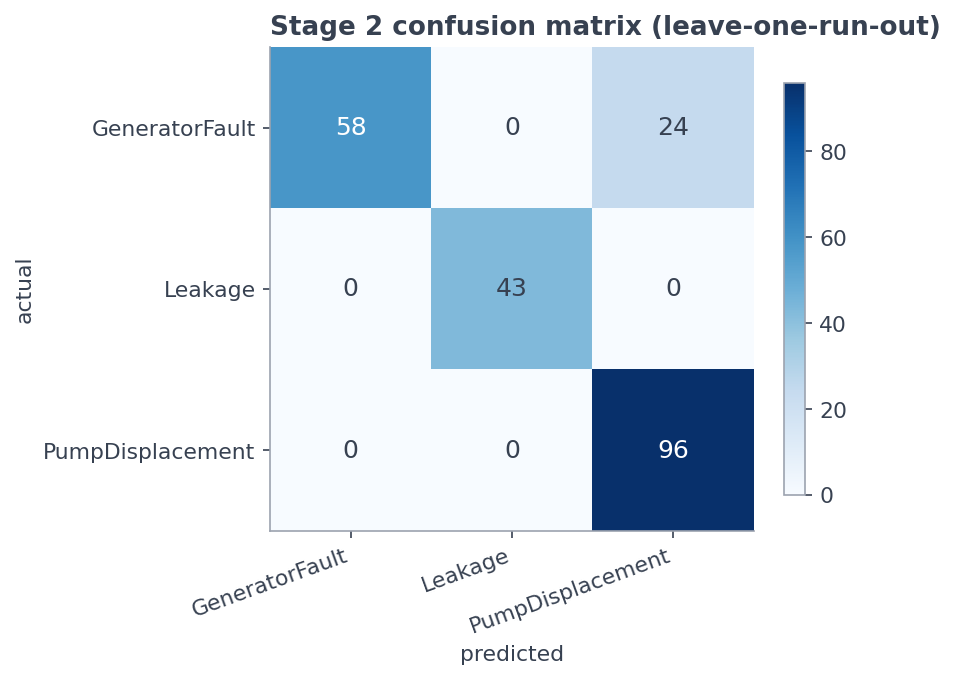 Stage 2 confusion matrix (leave-one-run-out)
GeneratorFault 58 0 24
Leakage 0 43 0
PumpDisplacement 0 0 96
actual
80
60
40
20
0
GeneratorFault
Leakage
PumpDisplacement
predicted